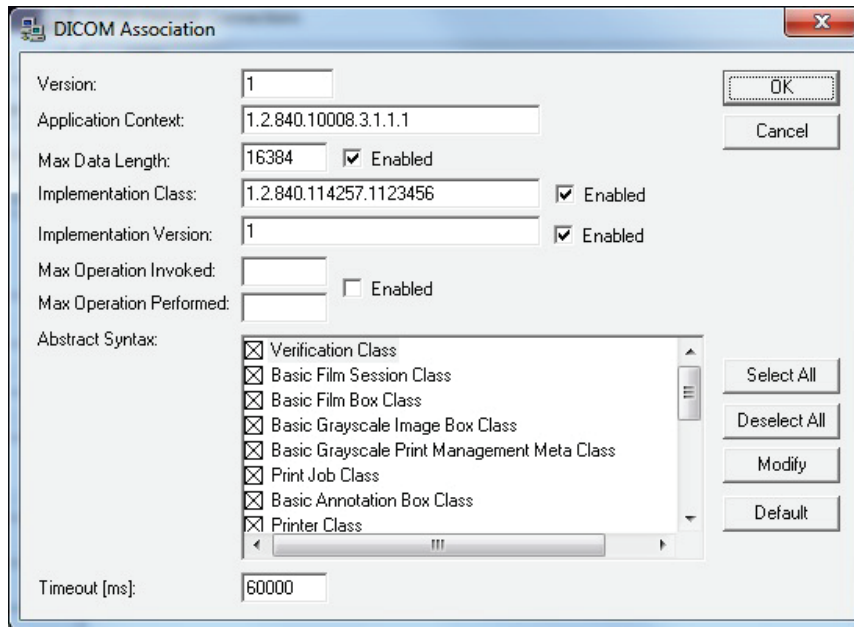 DICOM Association
Version: 1
OK
Application Context: 1.2.840.10008.3.1.1.1
Cancel
Max Data Length: 16384 Enabled
Implementation Class: 1.2.840.114257.1123456 Enabled
Implementation Version: 1 Enabled
Max Operation Invoked:
Enabled
Max Operation Performed:
Abstract Syntax:
Verification Class
Basic Film Session Class
Basic Film Box Class
Basic Grayscale Image Box Class
Basic Grayscale Print Management Meta Class
Print Job Class
Basic Annotation Box Class
Printer Class
Select All
Deselect All
Modify
Default
Timeout [ms]: 60000